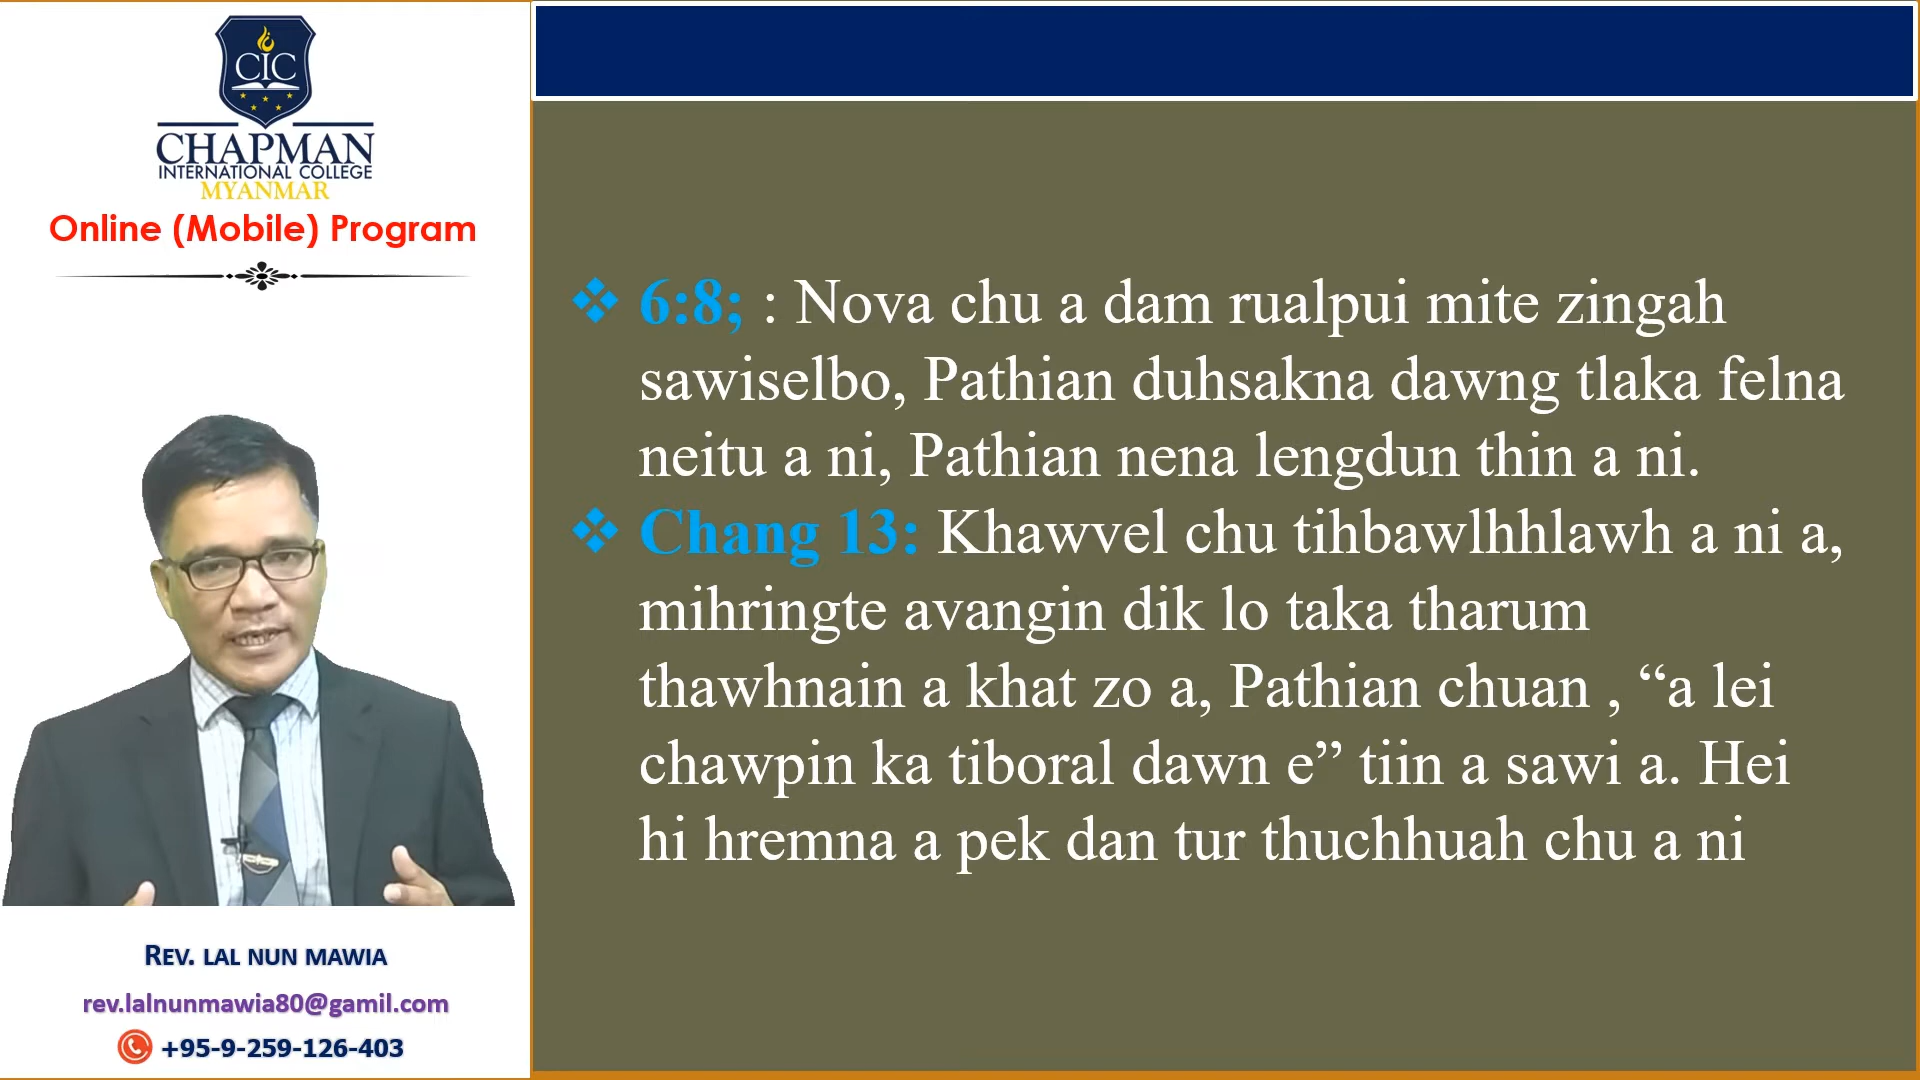 CIC
CHAPMAN
INTERNATIONAL COLLEGE
MYANMAR
Online (Mobile) Program
REV. LAL NUN MAWIA
rev.lalnunmawia80@gamil.com
+95-9-259-126-403
❖ 6:8; : Nova chu a dam rualpui mite zingah
sawiselbo, Pathian duhsakna dawng tlaka felna
neitu a ni, Pathian nena lengdun thin a ni.
❖ Chang 13: Khawvel chu tihbawlhhlawh a ni a,
mihringte avangin dik lo taka tharum
thawhnain a khat zo a, Pathian chuan , “a lei
chawpin ka tiboral dawn e” tiin a sawi a. Hei
hi hremna a pek dan tur thuchhuah chu a ni